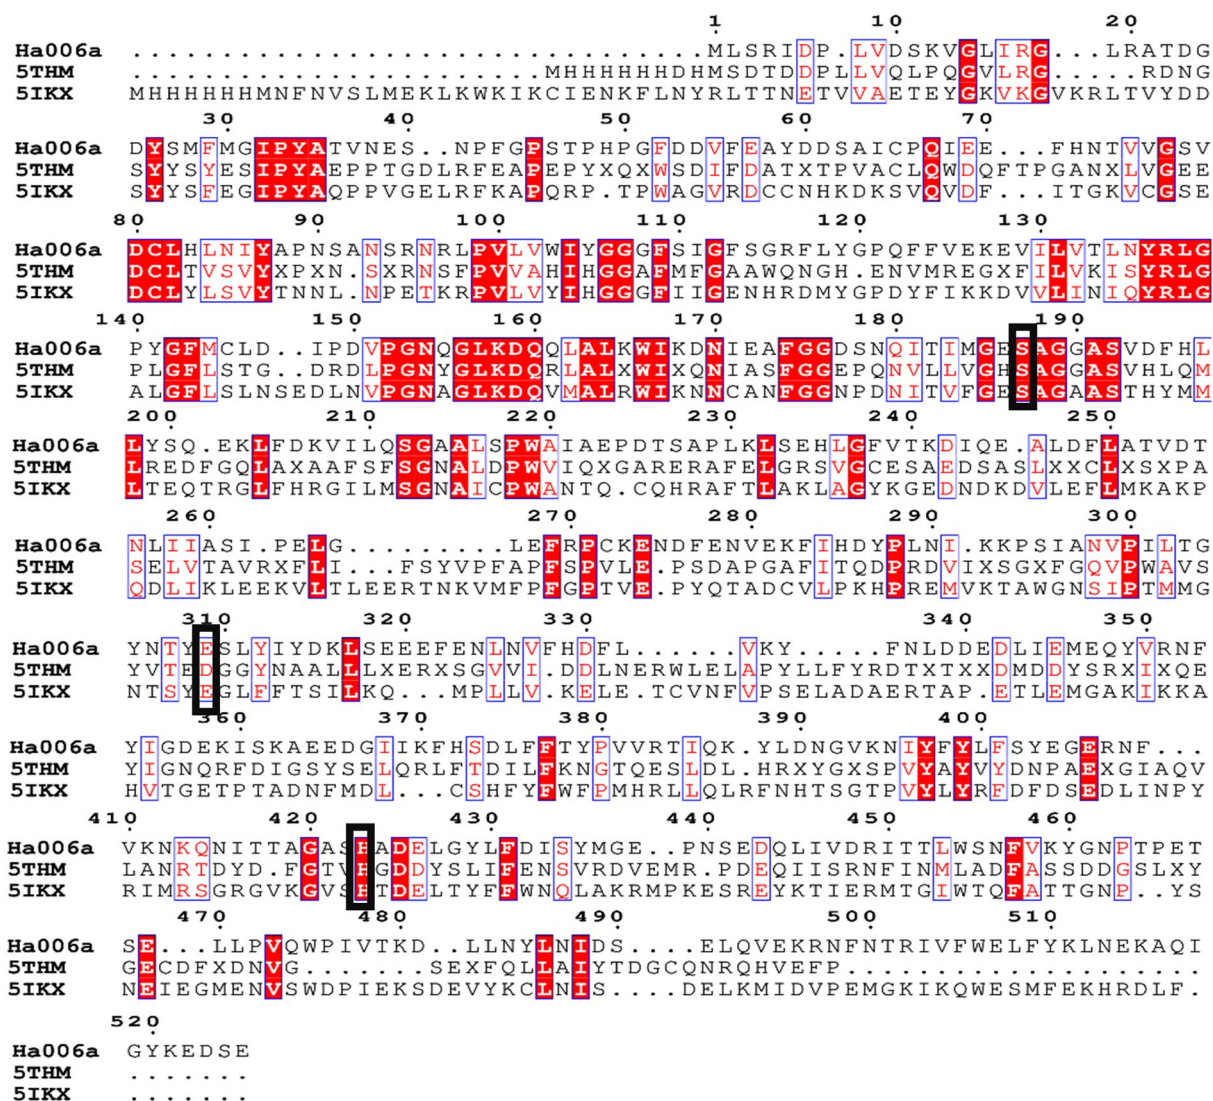 1 10 20
Ha006a ................................MLSRIDP.LVDSKVGLIRG...LRATDG
5THM .......................MHHHHHHDHMSDTDDPLLVQLPQGVLRG.....RDNG
5IKX MHHHHHHMNFNVSLMEKLKWKIKCIENKFLNYRLTTNETVVAETEYGKVKGVKRLTVYDD
30 40 50 60 70
Ha006a DYSMFMGIPYATVNES..NPFGPSTPHPGFDDVFEAYDDSAICPQIEE...FHNTVVGSV
5THM SYYSYESIPYAEPPTGDLRFEAPEPYXQXWSDIFDATXTPVACLQWDQFTPGANXLVGEE
5IKX SYYSFEGIPYAQPPVGELRFKAPQRP.TPWAGVRDCCNHKDKSVQVDF...ITGKVCGSE
80 90 100 110 120 130
Ha006a DCLHLNIYAPNSANSRNRLPVLVWIYGGGFSIGFSGRFLYGPQFFVEKEVILVTLNYRLG
5THM DCLTVSVYXPXN.SXRNSFPVVAHIHGGAFMFGAAWQNGH.ENVMREGXFILVKISYRLG
5IKX DCLYLSVYTNNL.NPETKRPVLVYIHGGGFIIGENHRDMYGPDYFIKKDVVLINIQYRLG
140 150 160 170 180 190
Ha006a PYGFMCLD..IPDVPGNQGLKDQQLALKWIKDNIEAFGGDSNQITIMGESAGGASVDFHL
5THM PLGFLSTG..DRDLPGNYGLKDQRLALXWIXQNIASFGGEPQNVLLVGHSAGGASVHLQM
5IKX ALGFLSLNSEDLNVPGNAGLKDQVMALRWIKNNCANFGGNPDNITVFGESAGAASTHYMM
200 210 220 230 240 250
Ha006a LYSQ.EKLFDKVILQSGAALSPWAIAEPDTSAPLKLSEHLGFVTKDIQE.ALDFLATVDT
5THM LREDFGQLAXAAFSFSGNALDPWVIQXGARERAFELGRSVGCESAEDSASLXXCLXSXPA
5IKX LTEQTRGLFHRGILMSGNAICPWANTQ.CQHRAFTLAKLAGYKGEDNDKDVLEFLMKAKP
260 270 280 290 300
Ha006a NLIIASI.PELG.........LEFRPCKENDFENVEKFIHDYPLNI.KKPSIANVPILTG
5THM SELVTAVRXFLI...FSYVPFAPFSPVLE.PSDAPGAFITQDPRDVIXSGXFGQVPWAVS
5IKX QDLIKLEEKVLTLEERTNKVMFPFGPTVE.PYQTADCVLPKHPREMVKTAWGNSIPTMMG
310 320 330 340 350
Ha006a YNTYESLYIYDKLSEEEFENLNVFHDFL.......VKY.....FNLDDEDLIEMEQYVRNF
5THM YVTEDGGYNAALLLXERXSGVVI.DDLNERWLELAPYLLFYRDTXTXXDMDDYSRXIXQE
5IKX NTSYEGLFFTSILKQ...MPLLV.KELE.TCVNFVPSELADAERTAP.ETLEMGAKIKKA
360 370 380 390 400
Ha006a YIGDEKISKAEEDGIIKFHSDLFFTYPVVRTIQK.YLDNGVKNIYFYLFSYEGERNF...
5THM YIGNQRFDIGSYSELQRLFTDILFKNGTQESLDL.HRXYGXSPVYAYVYDNPAEXGIAQV
5IKX HVTGETPTADNFMDL...CSHFYFWFPMHRLLQLRFNHTSGTPVYLYRFDFDSEDLINPY
410 420 430 440 450 460
Ha006a VKNKQNITTAGASHADELGYLFDISYMGE..PNSEDQLIVDRITTLWSNFVKYGNPTPET
5THM LANRTDYD.FGTVHGDDYSLIFENSVRDVEMR.PDEQIISRNFINMLADFASSDDGSLXY
5IKX RIMRSGRGVKGVSHTDELTYFFWNQLAKRMPKESREYKTIERMTGIWTQFATTGNP..YS
470 480 490 500 510
Ha006a SE...LLPVQWPIVTKD..LLNYLNIDS....ELQVEKRNFNTRIVFWELFYKLNEKAQI
5THM GECDFXDNVG.......SEXFQLLAIYTDGCQNRQHVEFP....................
5IKX NEIEGMENVSWDPIEKSDEVYKCLNIS....DELKMIDVPEMGKIKQWESMFEKHRDLF.
520
Ha006a GYKEDSE
5THM .......
5IKX .......